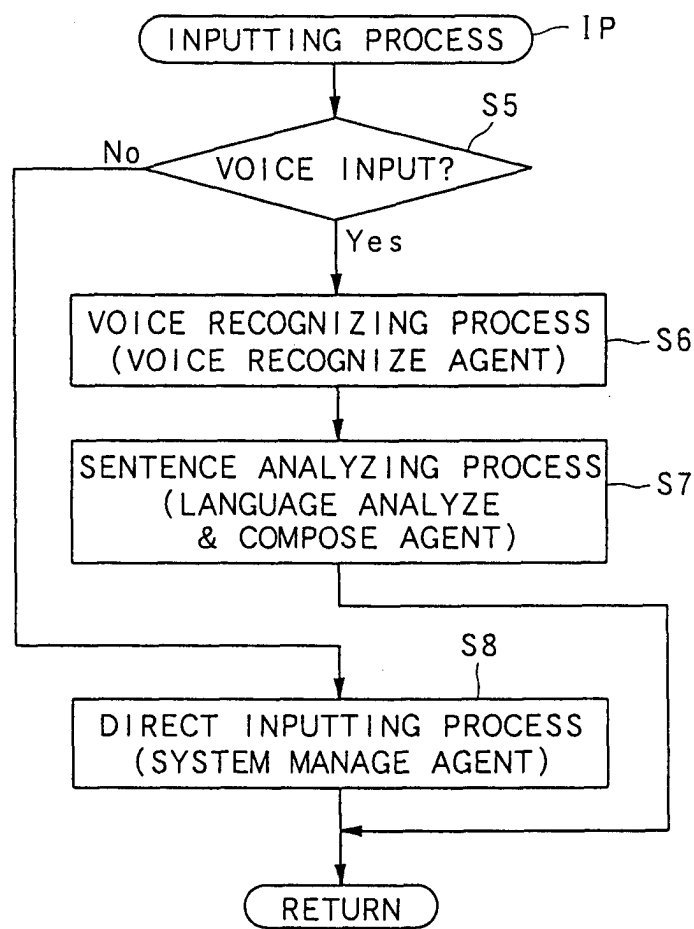 INPUTTING PROCESS
IP
S5
No
VOICE INPUT?
Yes
VOICE RECOGNIZING PROCESS
(VOICE RECOGNIZE AGENT)
S6
SENTENCE ANALYZING PROCESS
(LANGUAGE ANALYZE
& COMPOSE AGENT)
S7
S8
DIRECT INPUTTING PROCESS
(SYSTEM MANAGE AGENT)
RETURN